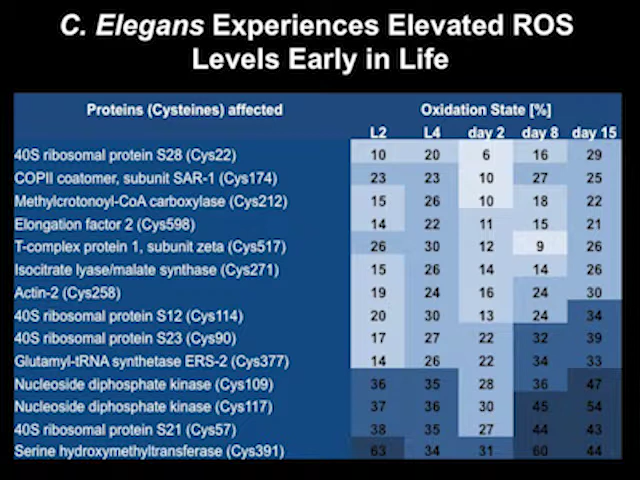 C. Elegans Experiences Elevated ROS
Levels Early in Life
Proteins (Cysteines) affected Oxidation State [%]
L2 L4 day 2 day 8 day 15
40S ribosomal protein S28 (Cys22) 10 20 6 16 29
COPII coatomer, subunit SAR-1 (Cys174) 23 23 10 27 25
Methylcrotonoyl-CoA carboxylase (Cys212) 15 26 10 18 22
Elongation factor 2 (Cys598) 14 22 11 15 21
T-complex protein 1, subunit zeta (Cys517) 26 30 12 9 26
Isocitrate lyase/malate synthase (Cys271) 15 26 14 14 26
Actin-2 (Cys258) 19 24 16 24 30
40S ribosomal protein S12 (Cys114) 20 30 13 24 34
40S ribosomal protein S23 (Cys90) 17 27 22 32 39
Glutamyl-tRNA synthetase ERS-2 (Cys377) 14 26 22 34 33
Nucleoside diphosphate kinase (Cys109) 36 35 28 36 47
Nucleoside diphosphate kinase (Cys117) 37 36 30 45 54
40S ribosomal protein S21 (Cys57) 38 35 27 44 43
Serine hydroxymethyltransferase (Cys391) 63 34 31 60 44